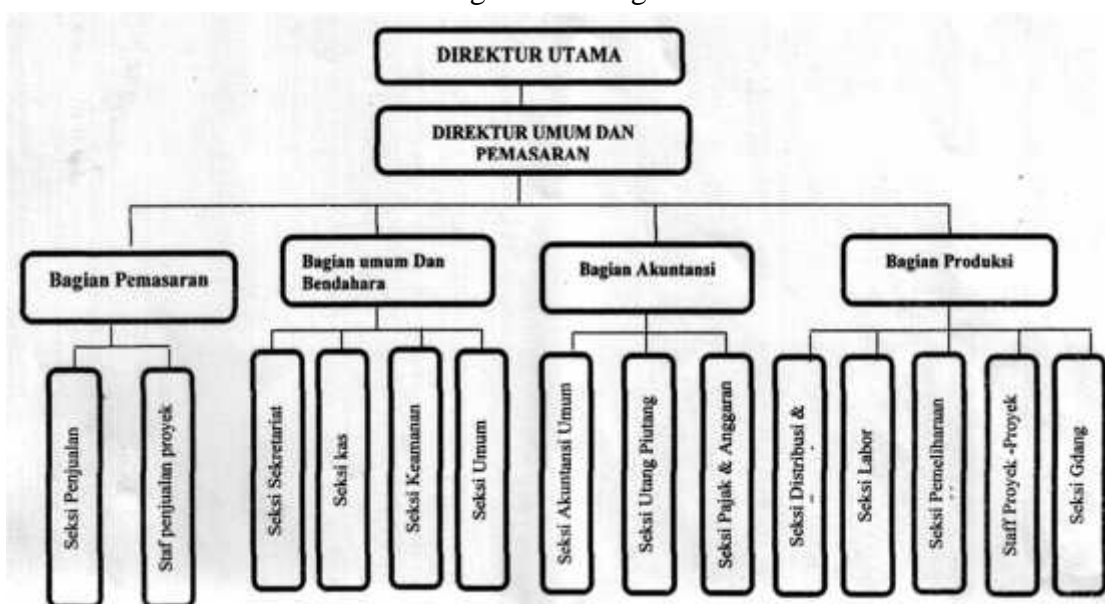 DIREKTUR UTAMA
DIREKTUR UMUM DAN
PEMASARAN
Bagian Pemasaran
Bagian umum Dan
Bendahara
Bagian Akuntansi
Bagian Produksi
Seksi Penjualan
Staf penjualan proyek
Seksi Sekretariat
Seksi kas
Seksi Keamanan
Seksi Umum
Seksi Akuntansi Umum
Seksi Utang Piutang
Seksi Pajak & Anggaran
Seksi Distribusi &
Seksi Labor
Seksi Pemeliharaan
Staff Proyek -Proyek
Seksi Gdang